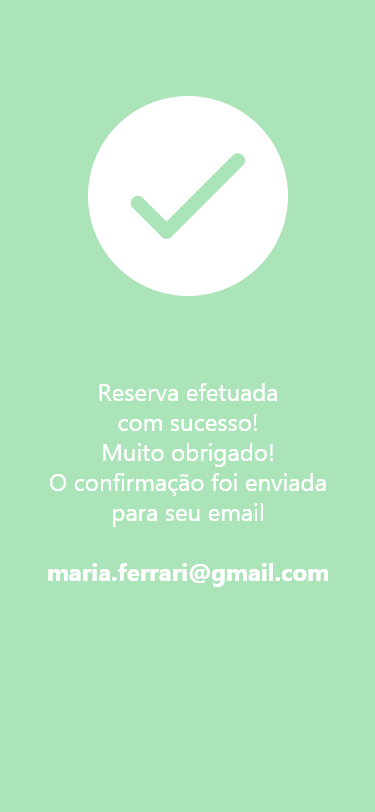 Reserva efetuada
com sucesso!
Muito obrigado!
O confirmação foi enviada
para seu email
maria.ferrari@gmail.com